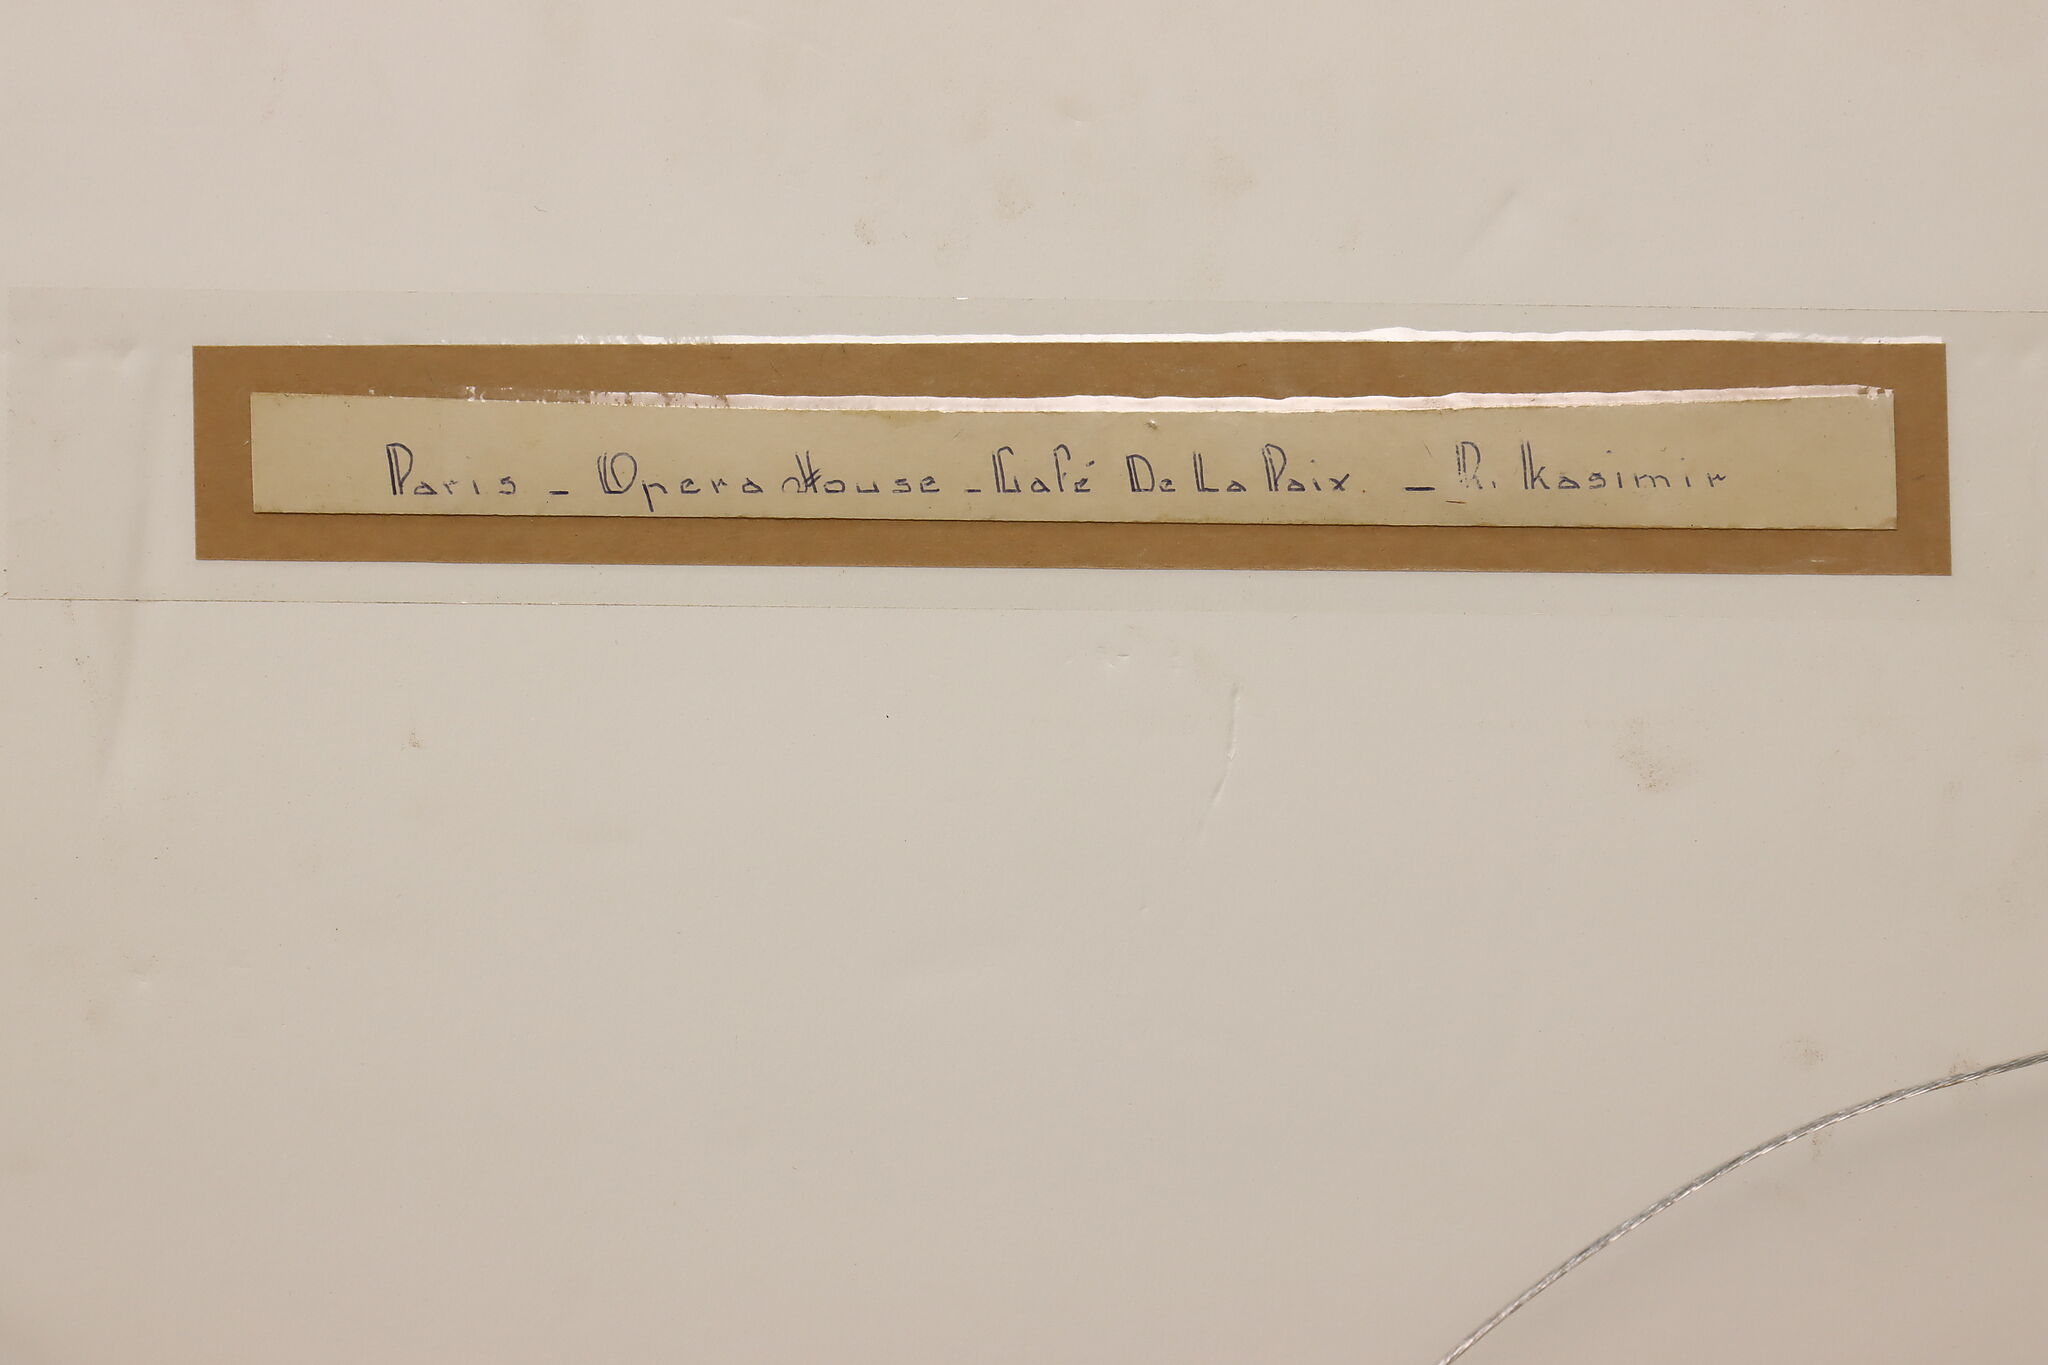 Paris - Opera House - Café De La Paix. - R. Kasimir